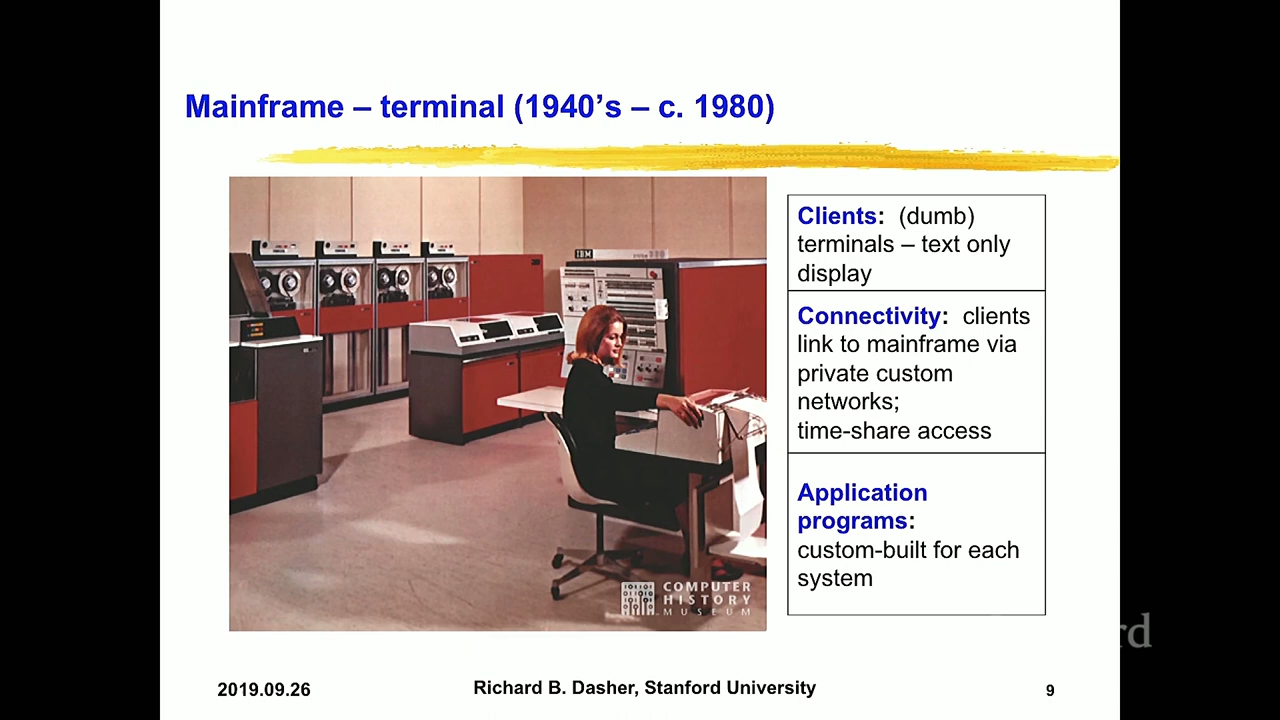 Mainframe – terminal (1940's – c. 1980)
IBM
Clients: (dumb)
terminals – text only
display
Connectivity: clients
link to mainframe via
private custom
networks;
time-share access
Application
programs:
custom-built for each
system
COMPUTER
HISTORY
MUSEUM
rd
2019.09.26
Richard B. Dasher, Stanford University
9